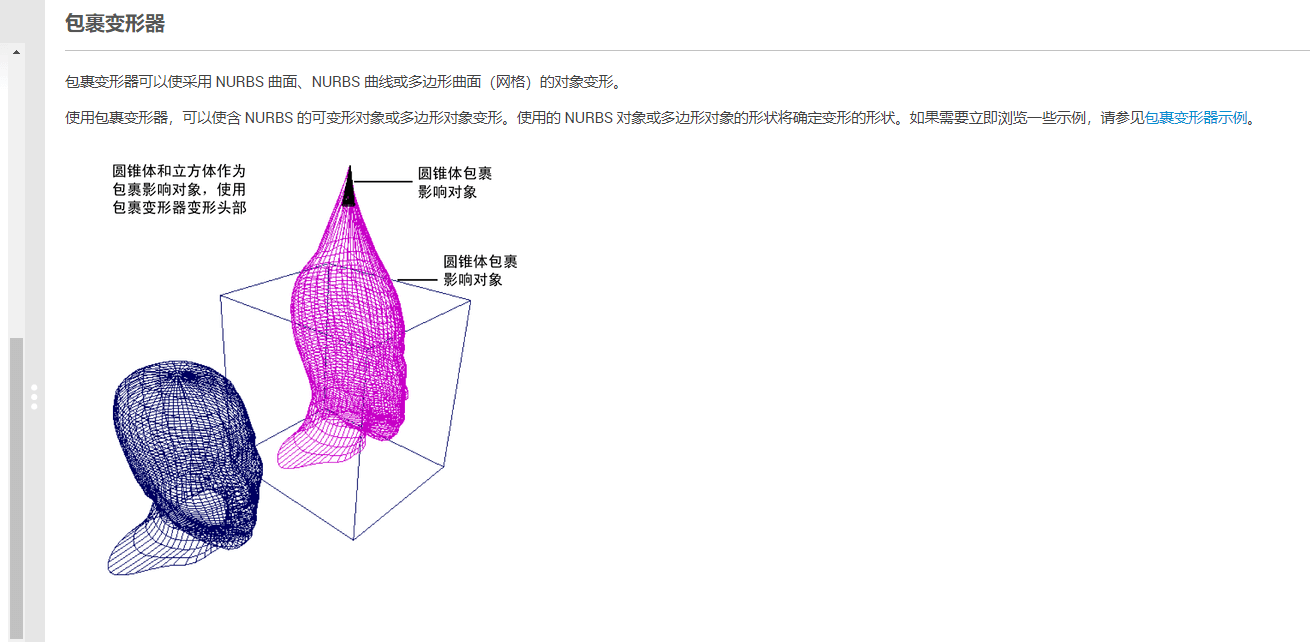 包裹变形器
包裹变形器可以使采用 NURBS 曲面、NURBS 曲线或多边形曲面（网格）的对象变形。
使用包裹变形器，可以使含 NURBS 的可变形对象或多边形对象变形。使用的 NURBS 对象或多边形对象的形状将确定变形的形状。如果需要立即浏览一些示例，请参见包裹变形器示例。
圆锥体和立方体作为
包裹影响对象，使用
包裹变形器变形头部
圆锥体包裹
影响对象
圆锥体包裹
影响对象